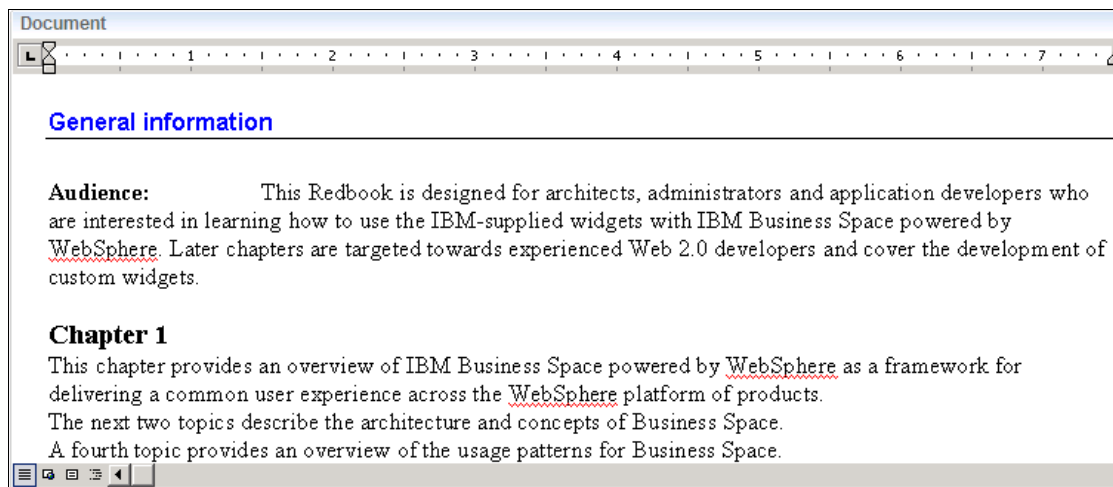 Document
1 2 3 4 5 6 7
General information
Audience: This Redbook is designed for architects, administrators and application developers who
are interested in learning how to use the IBM-supplied widgets with IBM Business Space powered by
WebSphere. Later chapters are targeted towards experienced Web 2.0 developers and cover the development of
custom widgets.
Chapter 1
This chapter provides an overview of IBM Business Space powered by WebSphere as a framework for
delivering a common user experience across the WebSphere platform of products.
The next two topics describe the architecture and concepts of Business Space.
A fourth topic provides an overview of the usage patterns for Business Space.